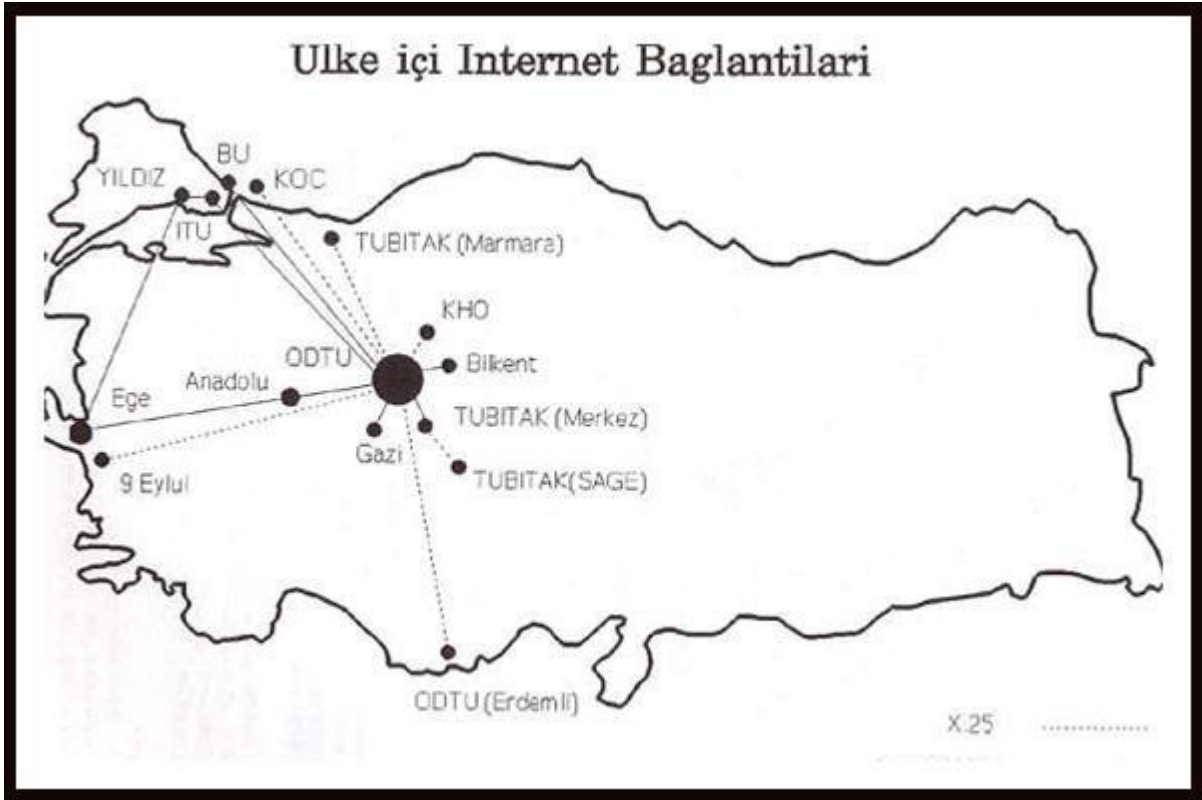 Ulke içi Internet Baglantilari
BU
YILDIZ
KOC
ITU
TUBITAK (Marmara)
KHO
ODTU
Bilkent
Anadolu
Ege
TUBITAK (Merkez)
Gazi
TUBITAK(SAGE)
9 Eylul
ODTU (Erdemli)
X.25